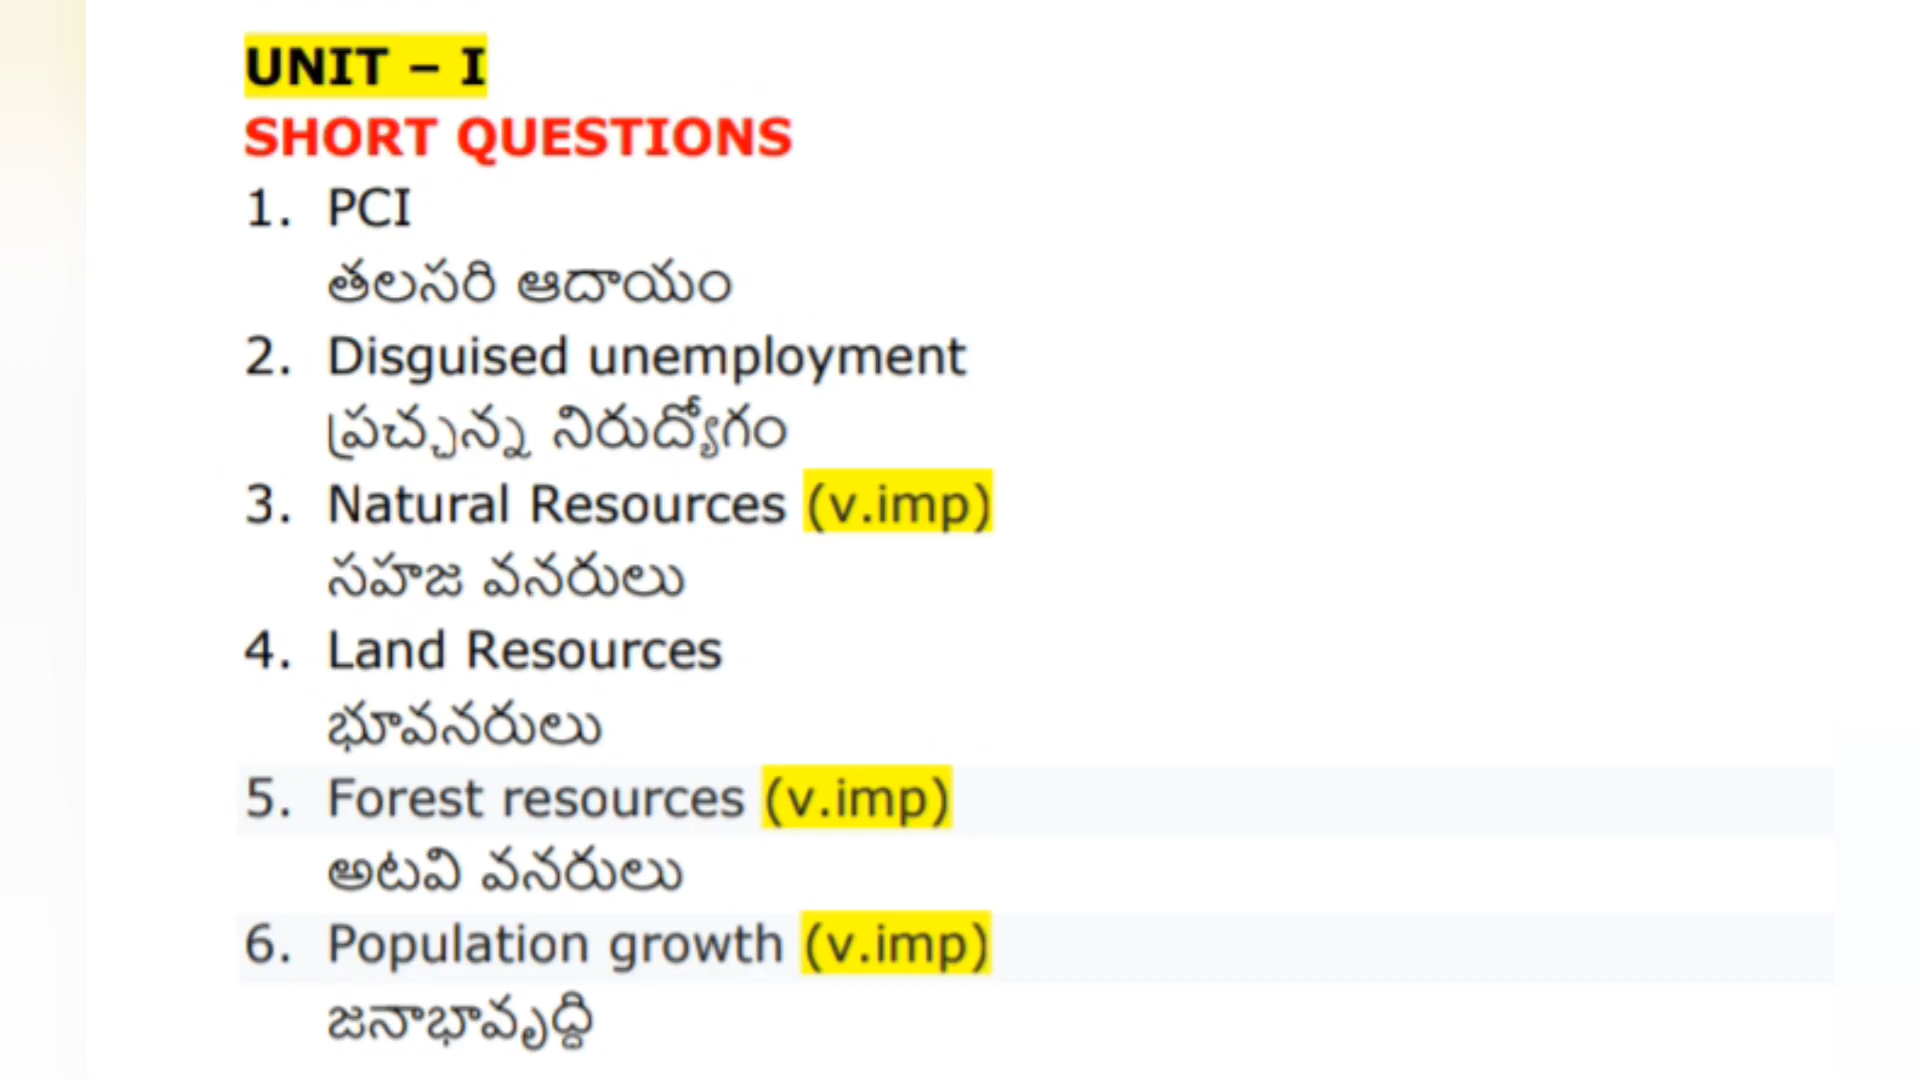 UNIT – I
SHORT QUESTIONS
1. PCI
తలసరి ఆదాయం
2. Disguised unemployment
ప్రచ్ఛన్న నిరుద్యోగం
3. Natural Resources (v.imp)
సహజ వనరులు
4. Land Resources
భూవనరులు
5. Forest resources (v.imp)
అటవి వనరులు
6. Population growth (v.imp)
జనాభావృద్ధి